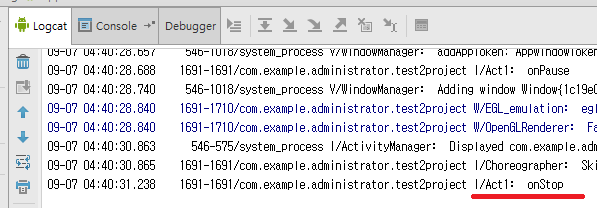 Logcat Console Debugger
09-07 04:40:28.657 546-1018/system_process V/WindowManager: addAppToken: AppWindowToken
09-07 04:40:28.688 1691-1691/com.example.administrator.test2project I/Act1: onPause
09-07 04:40:28.740 546-1018/system_process V/WindowManager: Adding window Window{1c19e0
09-07 04:40:28.840 1691-1710/com.example.administrator.test2project W/EGL_emulation: egl
09-07 04:40:28.840 1691-1710/com.example.administrator.test2project W/OpenGLRenderer: Fa
09-07 04:40:30.863 546-575/system_process I/ActivityManager: Displayed com.example.adm
09-07 04:40:30.865 1691-1691/com.example.administrator.test2project I/Choreographer: Ski
09-07 04:40:31.238 1691-1691/com.example.administrator.test2project I/Act1: onStop